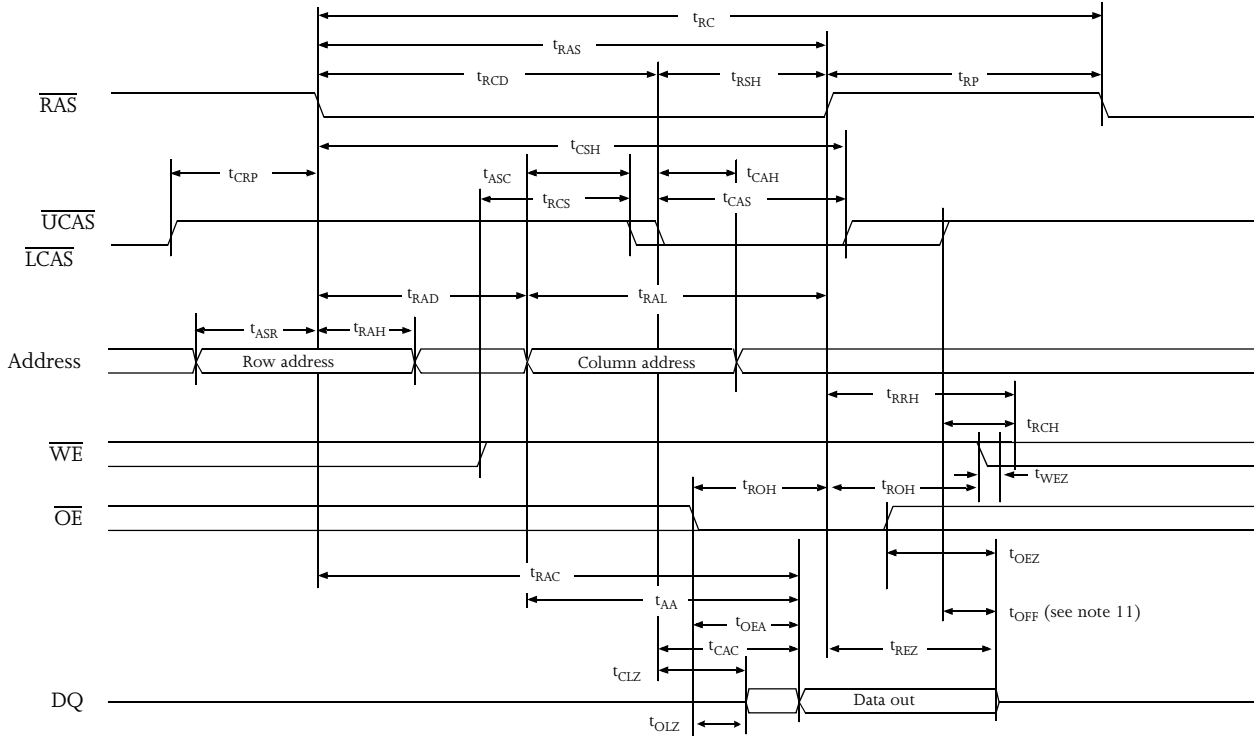 tRC
tRAS
tRCD
tRSH
tRP
RAS
tCSH
tCRP
tASC
tCAH
tRCS
tCAS
UCAS
LCAS
tRAD
tRAL
tASR
tRAH
Address
Row address
Column address
tRRH
tRCH
WE
tWEZ
tROH
tROH
OE
tOEZ
tRAC
tAA
tOFF (see note 11)
tOEA
tCAC
tREZ
tCLZ
DQ
Data out
tOLZ